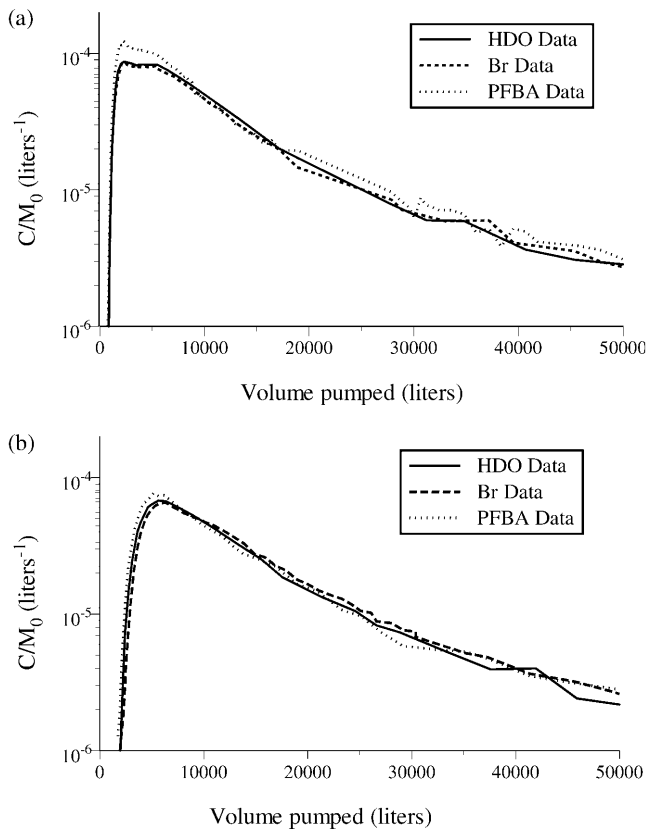 (a)
HDO Data
Br Data
PFBA Data
10⁻⁴
10⁻⁵
10⁻⁶
C/M₀ (liters⁻¹)
0 10000 20000 30000 40000 50000
Volume pumped (liters)
(b)
HDO Data
Br Data
PFBA Data
10⁻⁴
10⁻⁵
10⁻⁶
C/M₀ (liters⁻¹)
0 10000 20000 30000 40000 50000
Volume pumped (liters)